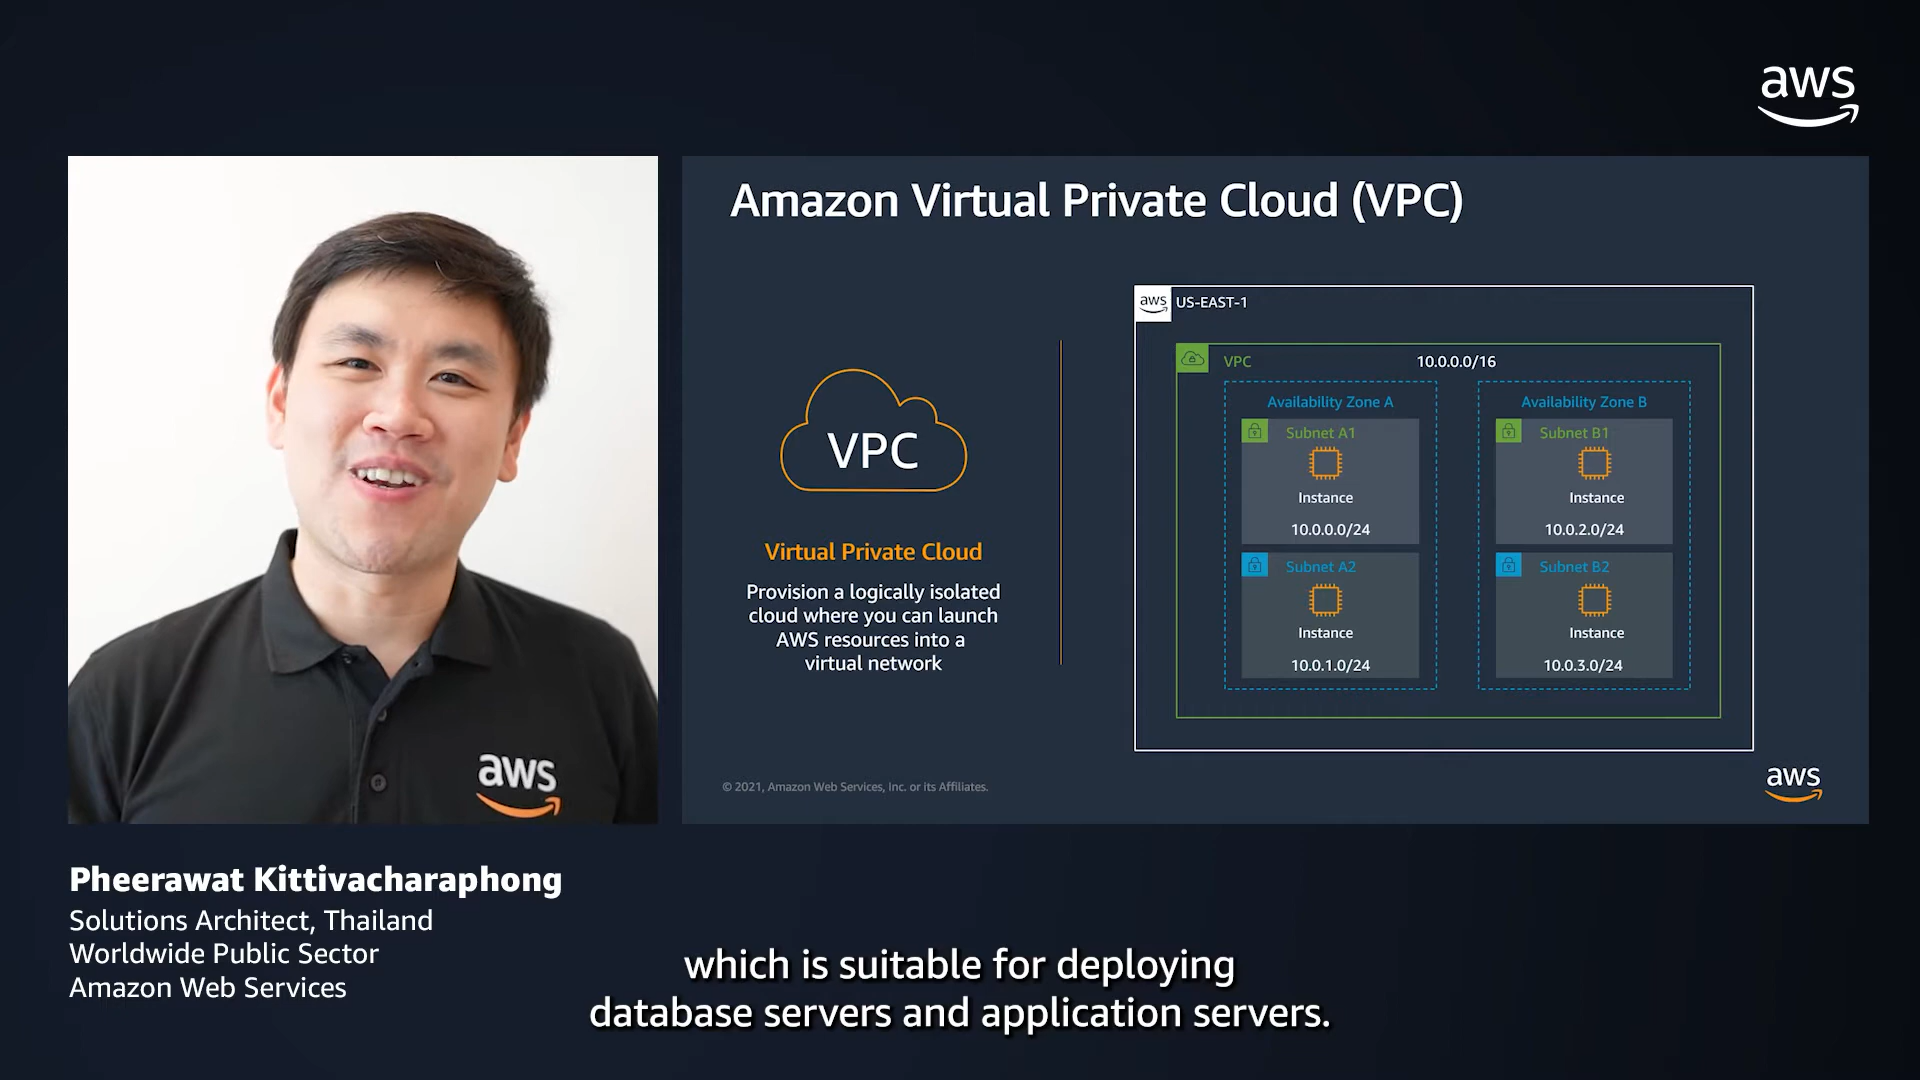 aws
Amazon Virtual Private Cloud (VPC)
VPC
Virtual Private Cloud
Provision a logically isolated
cloud where you can launch
AWS resources into a
virtual network
aws US-EAST-1
VPC 10.0.0.0/16
Availability Zone A
Subnet A1
Instance
10.0.0.0/24
Subnet A2
Instance
10.0.1.0/24
Availability Zone B
Subnet B1
Instance
10.0.2.0/24
Subnet B2
Instance
10.0.3.0/24
© 2021, Amazon Web Services, Inc. or its Affiliates.
aws
aws
Pheerawat Kittivacharaphong
Solutions Architect, Thailand
Worldwide Public Sector
Amazon Web Services
which is suitable for deploying
database servers and application servers.